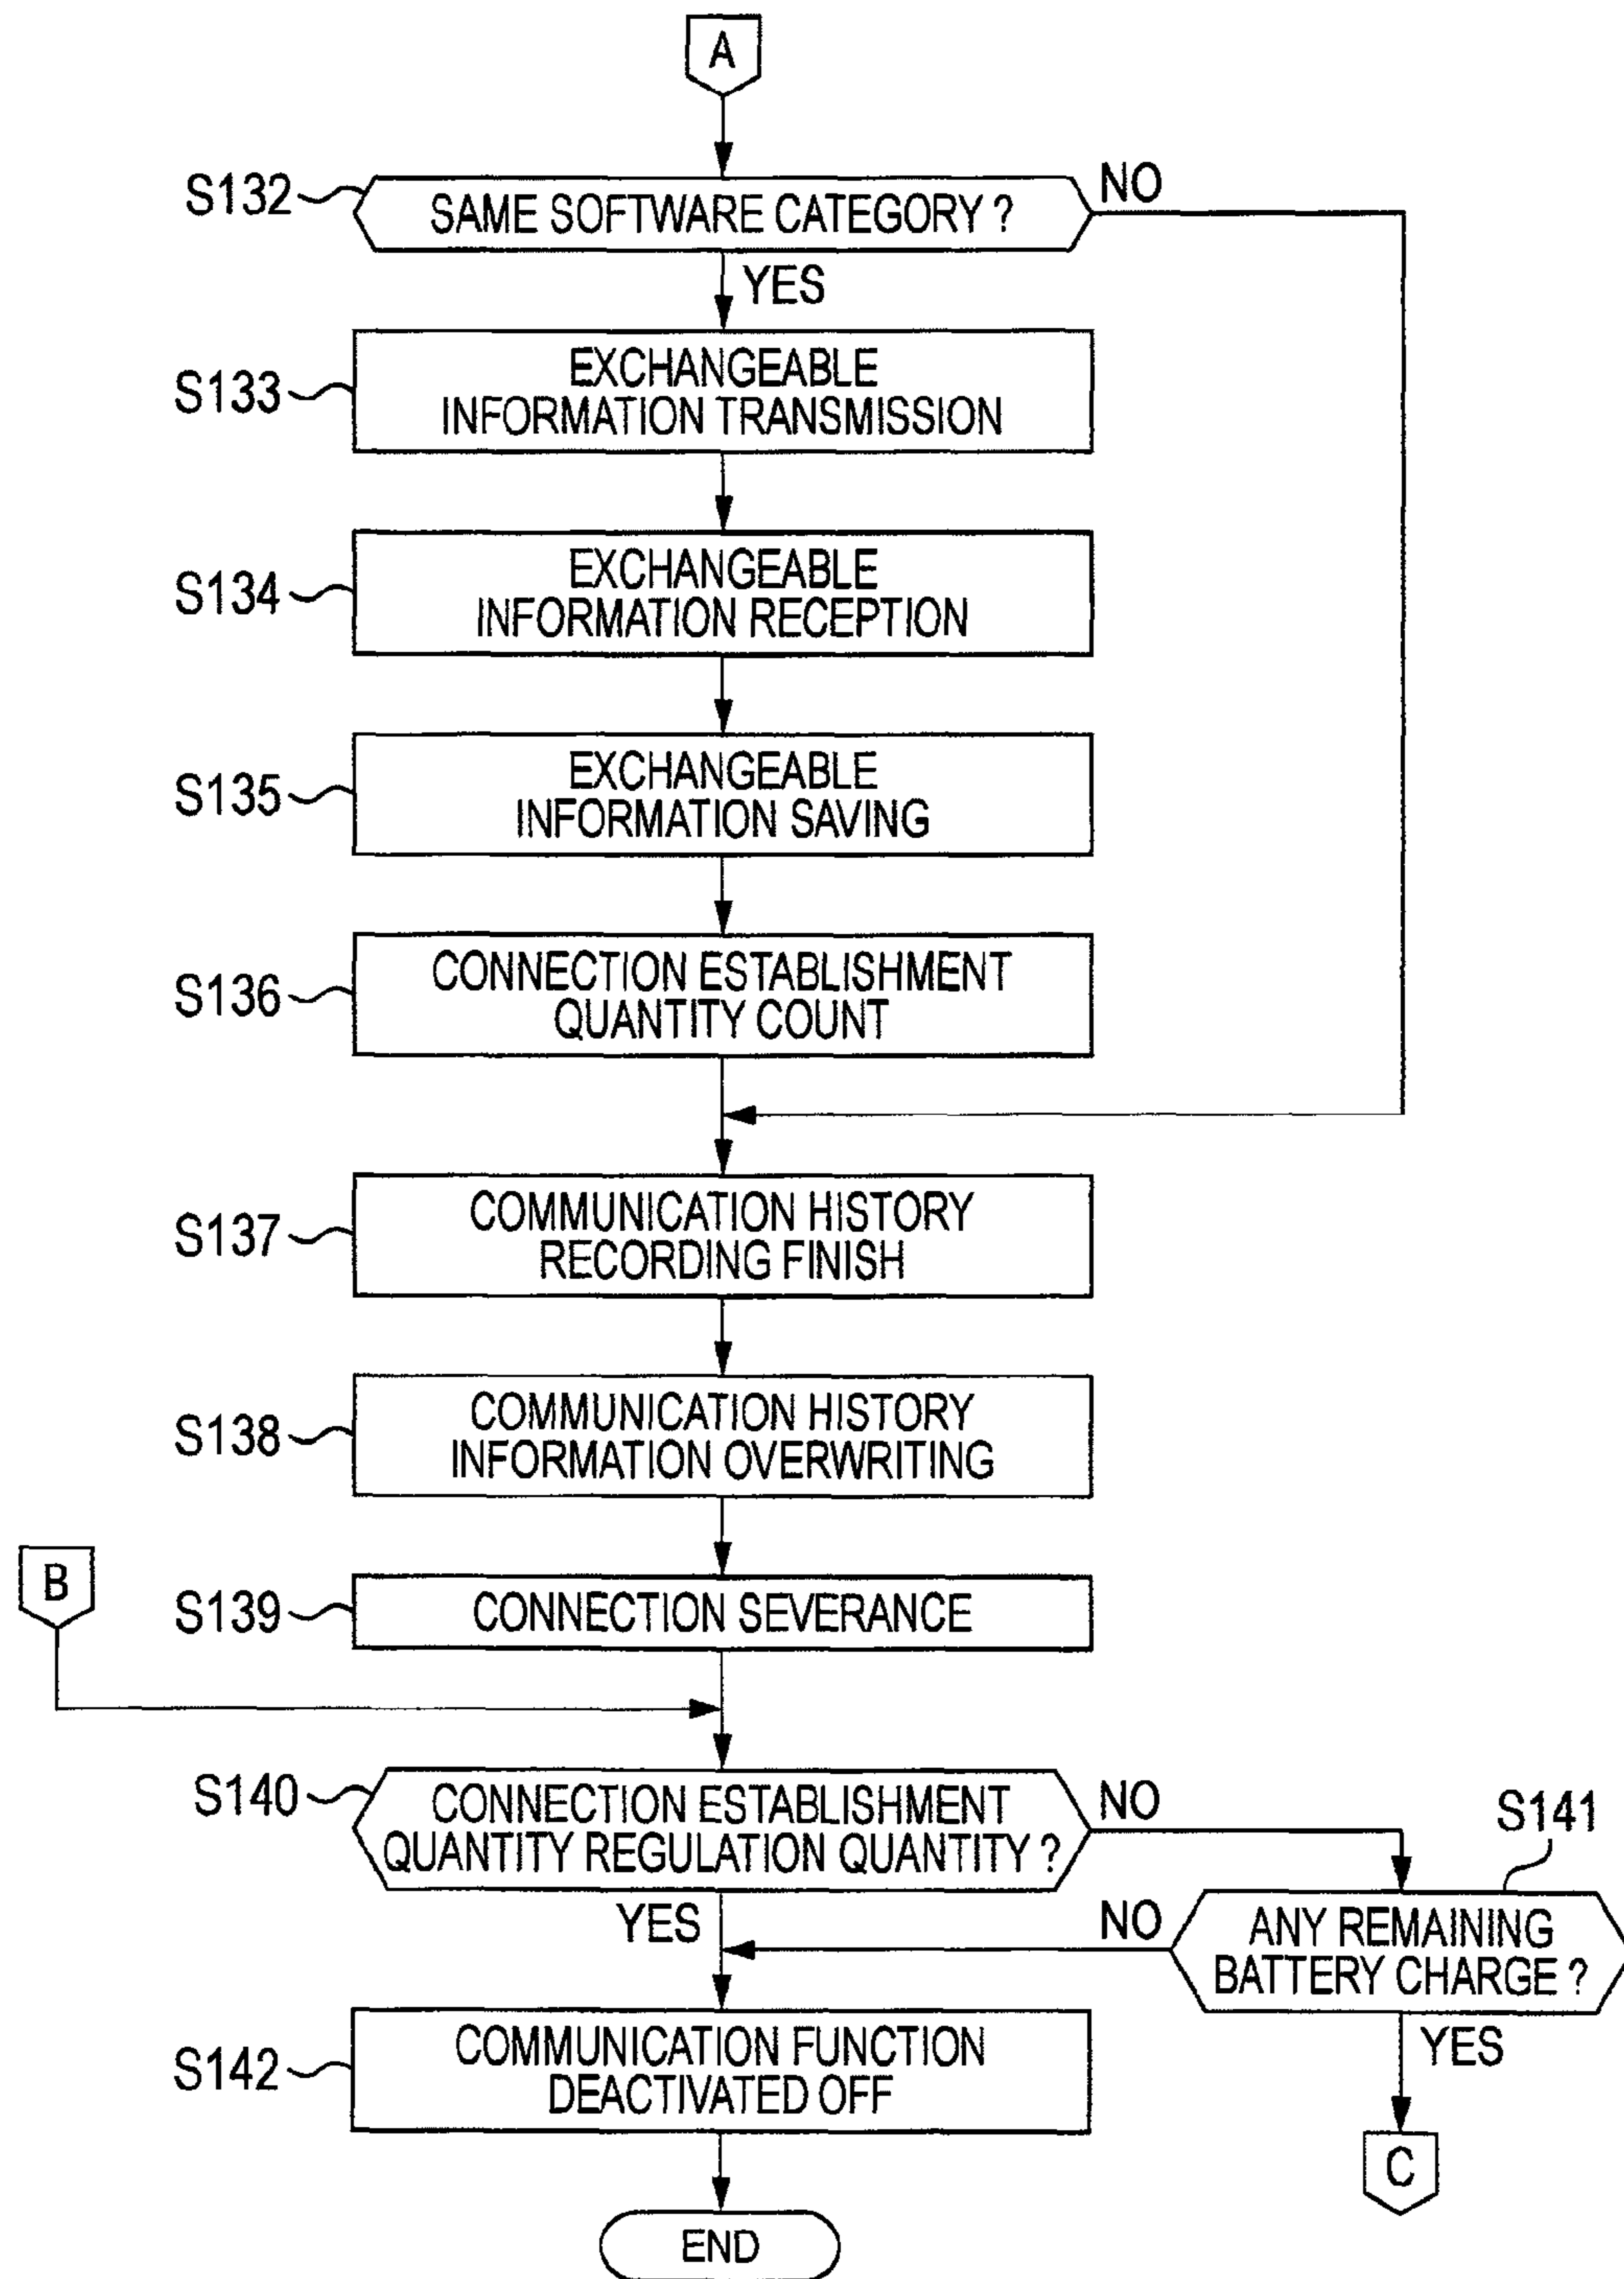 A
S132
SAME SOFTWARE CATEGORY ?
NO
YES
S133
EXCHANGEABLE
INFORMATION TRANSMISSION
S134
EXCHANGEABLE
INFORMATION RECEPTION
S135
EXCHANGEABLE
INFORMATION SAVING
S136
CONNECTION ESTABLISHMENT
QUANTITY COUNT
S137
COMMUNICATION HISTORY
RECORDING FINISH
S138
COMMUNICATION HISTORY
INFORMATION OVERWRITING
B
S139
CONNECTION SEVERANCE
S140
CONNECTION ESTABLISHMENT
QUANTITY REGULATION QUANTITY ?
NO
S141
YES
NO
ANY REMAINING
BATTERY CHARGE ?
S142
COMMUNICATION FUNCTION
DEACTIVATED OFF
YES
C
END